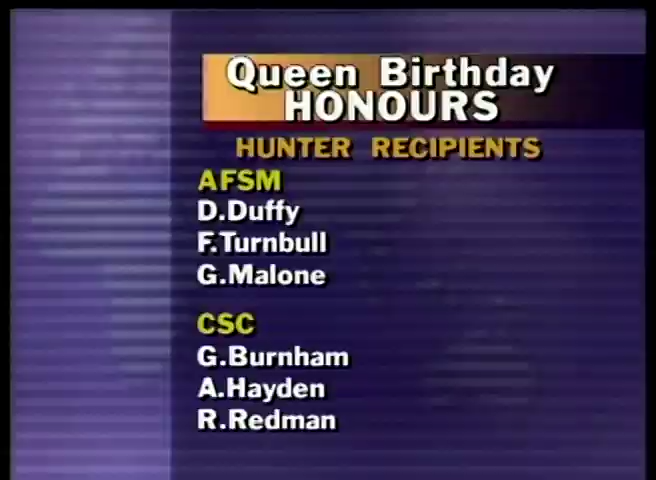 Queen Birthday
HONOURS
HUNTER RECIPIENTS
AFSM
D.Duffy
F.Turnbull
G.Malone
CSC
G.Burnham
A.Hayden
R.Redman